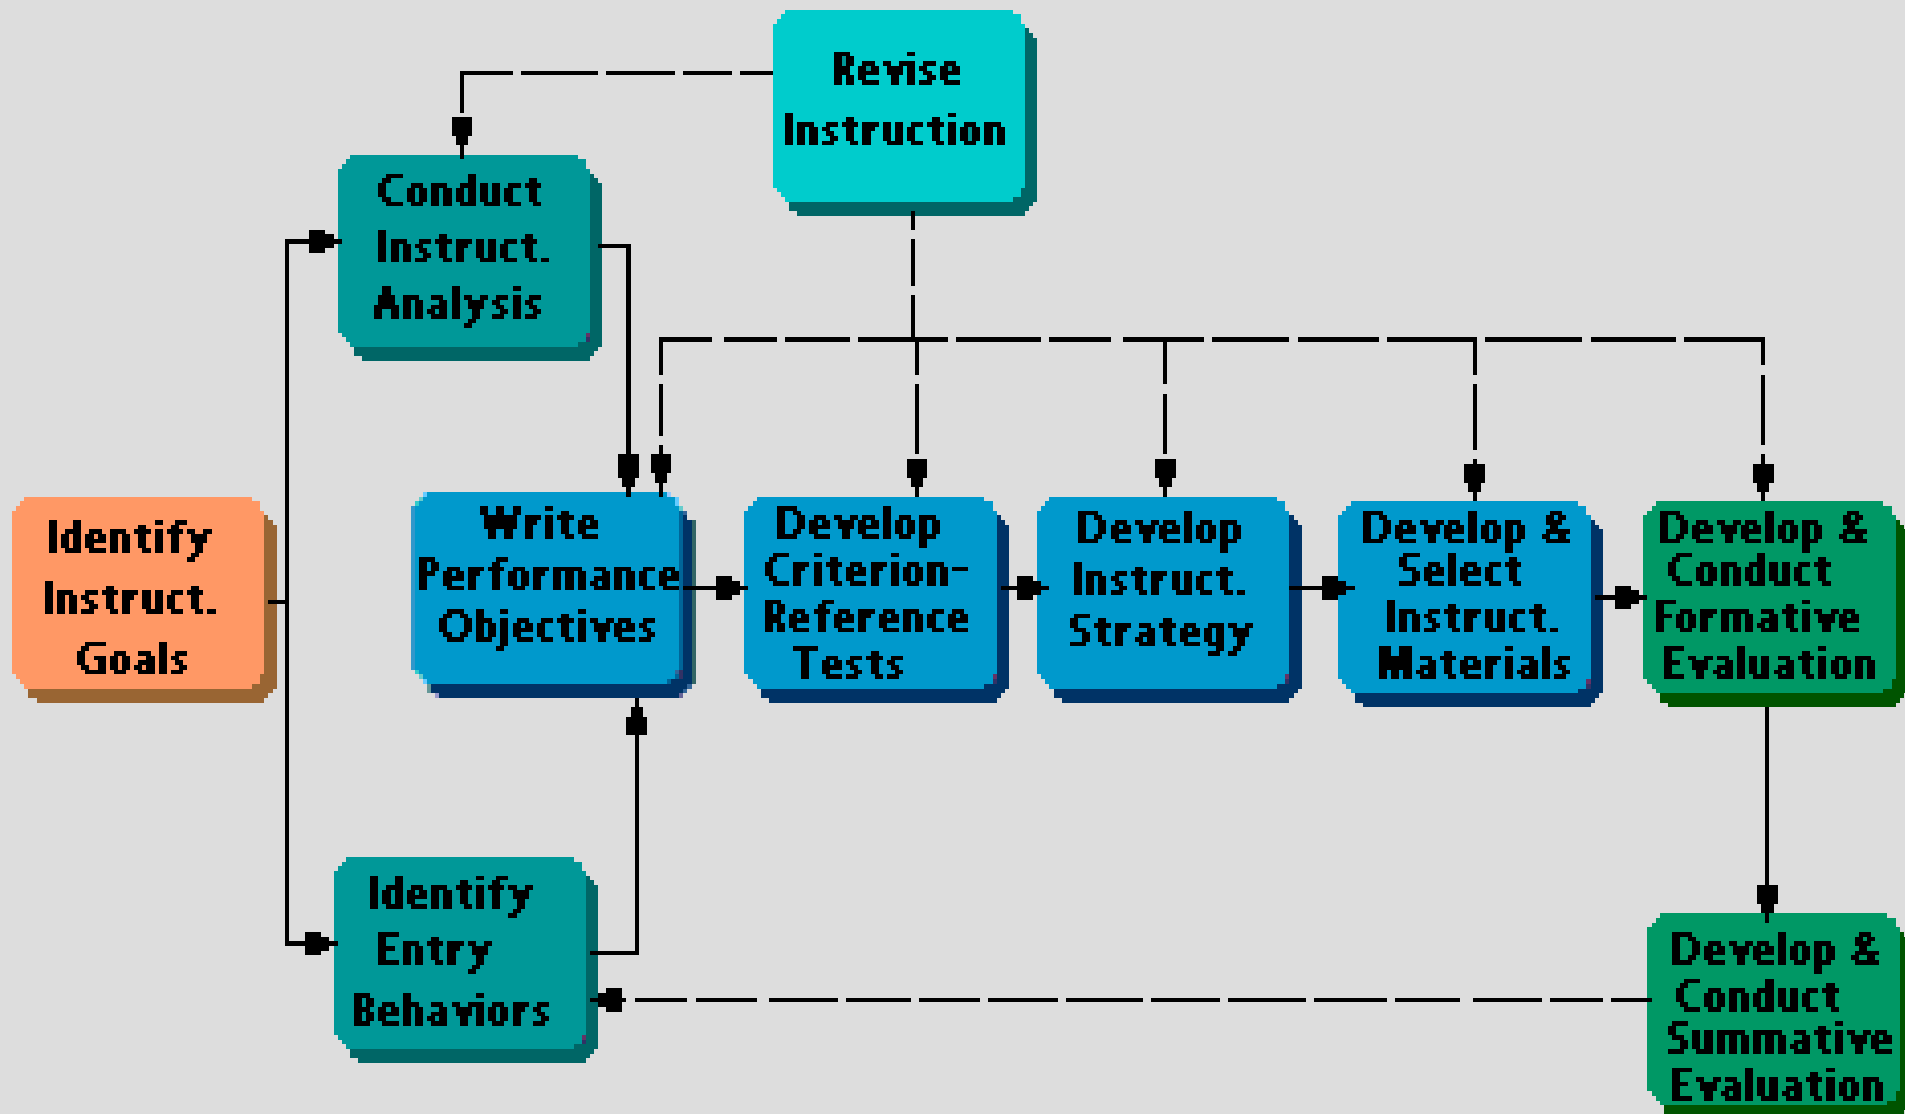 Revise
Instruction
Conduct
Instruct.
Analysis
Identify
Instruct.
Goals
Write
Performance
Objectives
Develop
Criterion-
Reference
Tests
Develop
Instruct.
Strategy
Develop &
Select
Instruct.
Materials
Develop &
Conduct
Formative
Evaluation
Identify
Entry
Behaviors
Develop &
Conduct
Summative
Evaluation